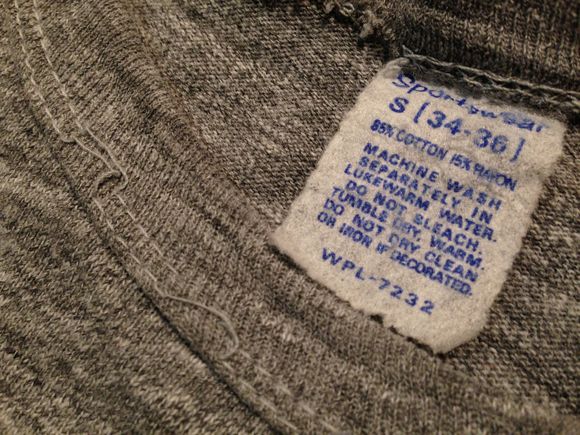 Sportswear
S [34-36]
85% COTTON 15% RAYON
MACHINE WASH
SEPARATELY IN
LUKEWARM WATER.
DO NOT BLEACH.
TUMBLE DRY, WARM.
DO NOT DRY CLEAN
OR IRON IF DECORATED.
WPL-7232